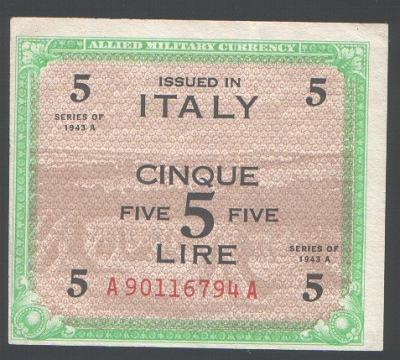 ALLIED MILITARY CURRENCY
5 ISSUED IN 5
ITALY
SERIES OF
1943 A
CINQUE
FIVE 5 FIVE
LIRE
SERIES OF
1943 A
5 A 90116794 A 5